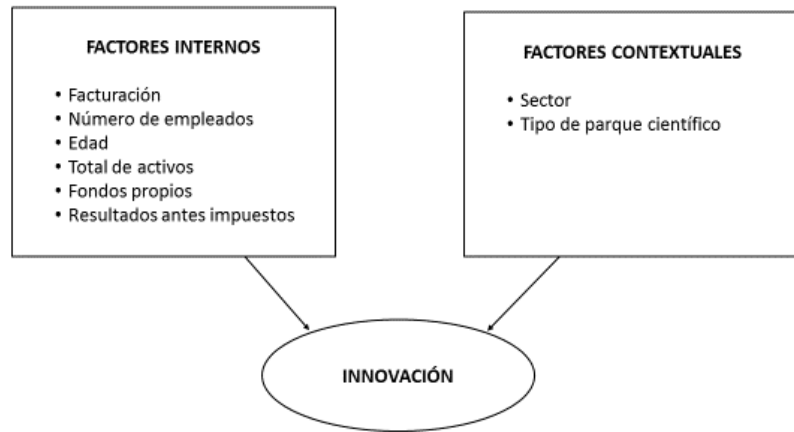 FACTORES INTERNOS
• Facturación
• Número de empleados
• Edad
• Total de activos
• Fondos propios
• Resultados antes impuestos
FACTORES CONTEXTUALES
• Sector
• Tipo de parque científico
INNOVACIÓN